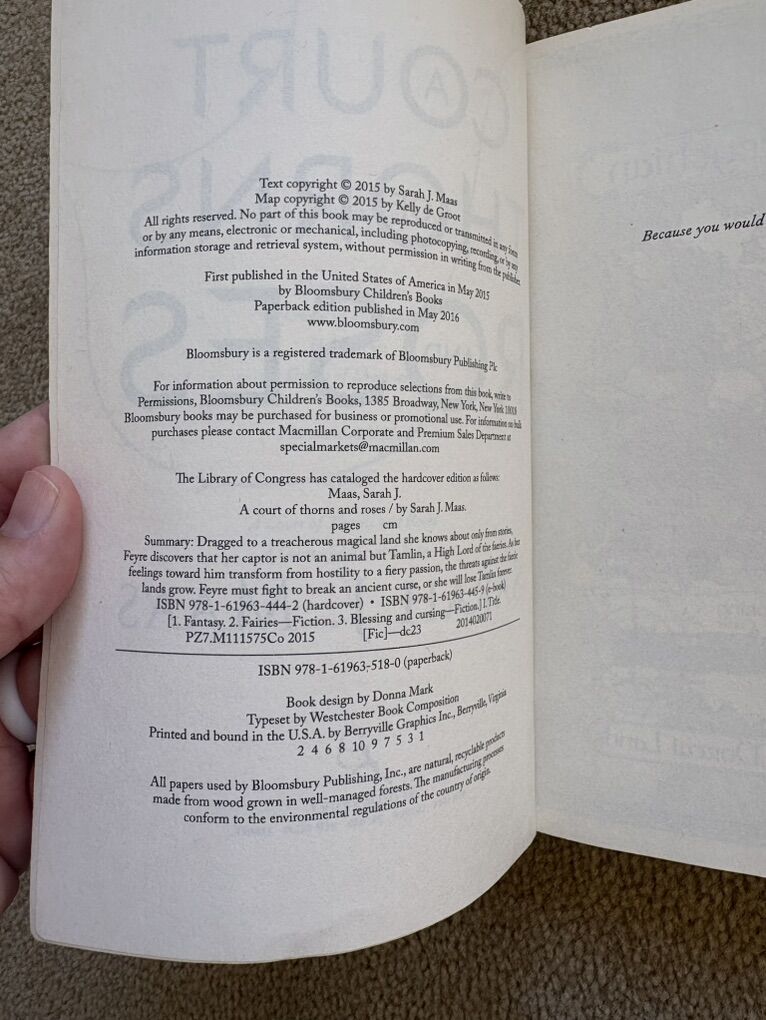 Text copyright © 2015 by Sarah J. Maas
Map copyright © 2015 by Kelly de Groot
All rights reserved. No part of this book may be reproduced or transmitted in any form
or by any means, electronic or mechanical, including photocopying, recording, or by any
information storage and retrieval system, without permission in writing from the publisher.
First published in the United States of America in May 2015
by Bloomsbury Children's Books
Paperback edition published in May 2016
www.bloomsbury.com
Bloomsbury is a registered trademark of Bloomsbury Publishing Plc
For information about permission to reproduce selections from this book, write to
Permissions, Bloomsbury Children's Books, 1385 Broadway, New York, New York 10018
Bloomsbury books may be purchased for business or promotional use. For information on bulk
purchases please contact Macmillan Corporate and Premium Sales Department at
specialmarkets@macmillan.com
The Library of Congress has cataloged the hardcover edition as follows:
Maas, Sarah J.
A court of thorns and roses / by Sarah J. Maas.
pages cm
Summary: Dragged to a treacherous magical land she knows about only from stories,
Feyre discovers that her captor is not an animal but Tamlin, a High Lord of the faeries. As her
feelings toward him transform from hostility to a fiery passion, the threats against the faerie
lands grow. Feyre must fight to break an ancient curse, or she will lose Tamlin forever.
ISBN 978-1-61963-444-2 (hardcover) • ISBN 978-1-61963-445-9 (e-book)
[1. Fantasy. 2. Fairies—Fiction. 3. Blessing and cursing—Fiction.] I. Title.
PZ7.M111575Co 2015 [Fic]—dc23 2014020071
ISBN 978-1-61963-518-0 (paperback)
Book design by Donna Mark
Typeset by Westchester Book Composition
Printed and bound in the U.S.A. by Berryville Graphics Inc., Berryville, Virginia
2 4 6 8 10 9 7 5 3 1
All papers used by Bloomsbury Publishing, Inc., are natural, recyclable products
made from wood grown in well-managed forests. The manufacturing processes
conform to the environmental regulations of the country of origin.
Because you would